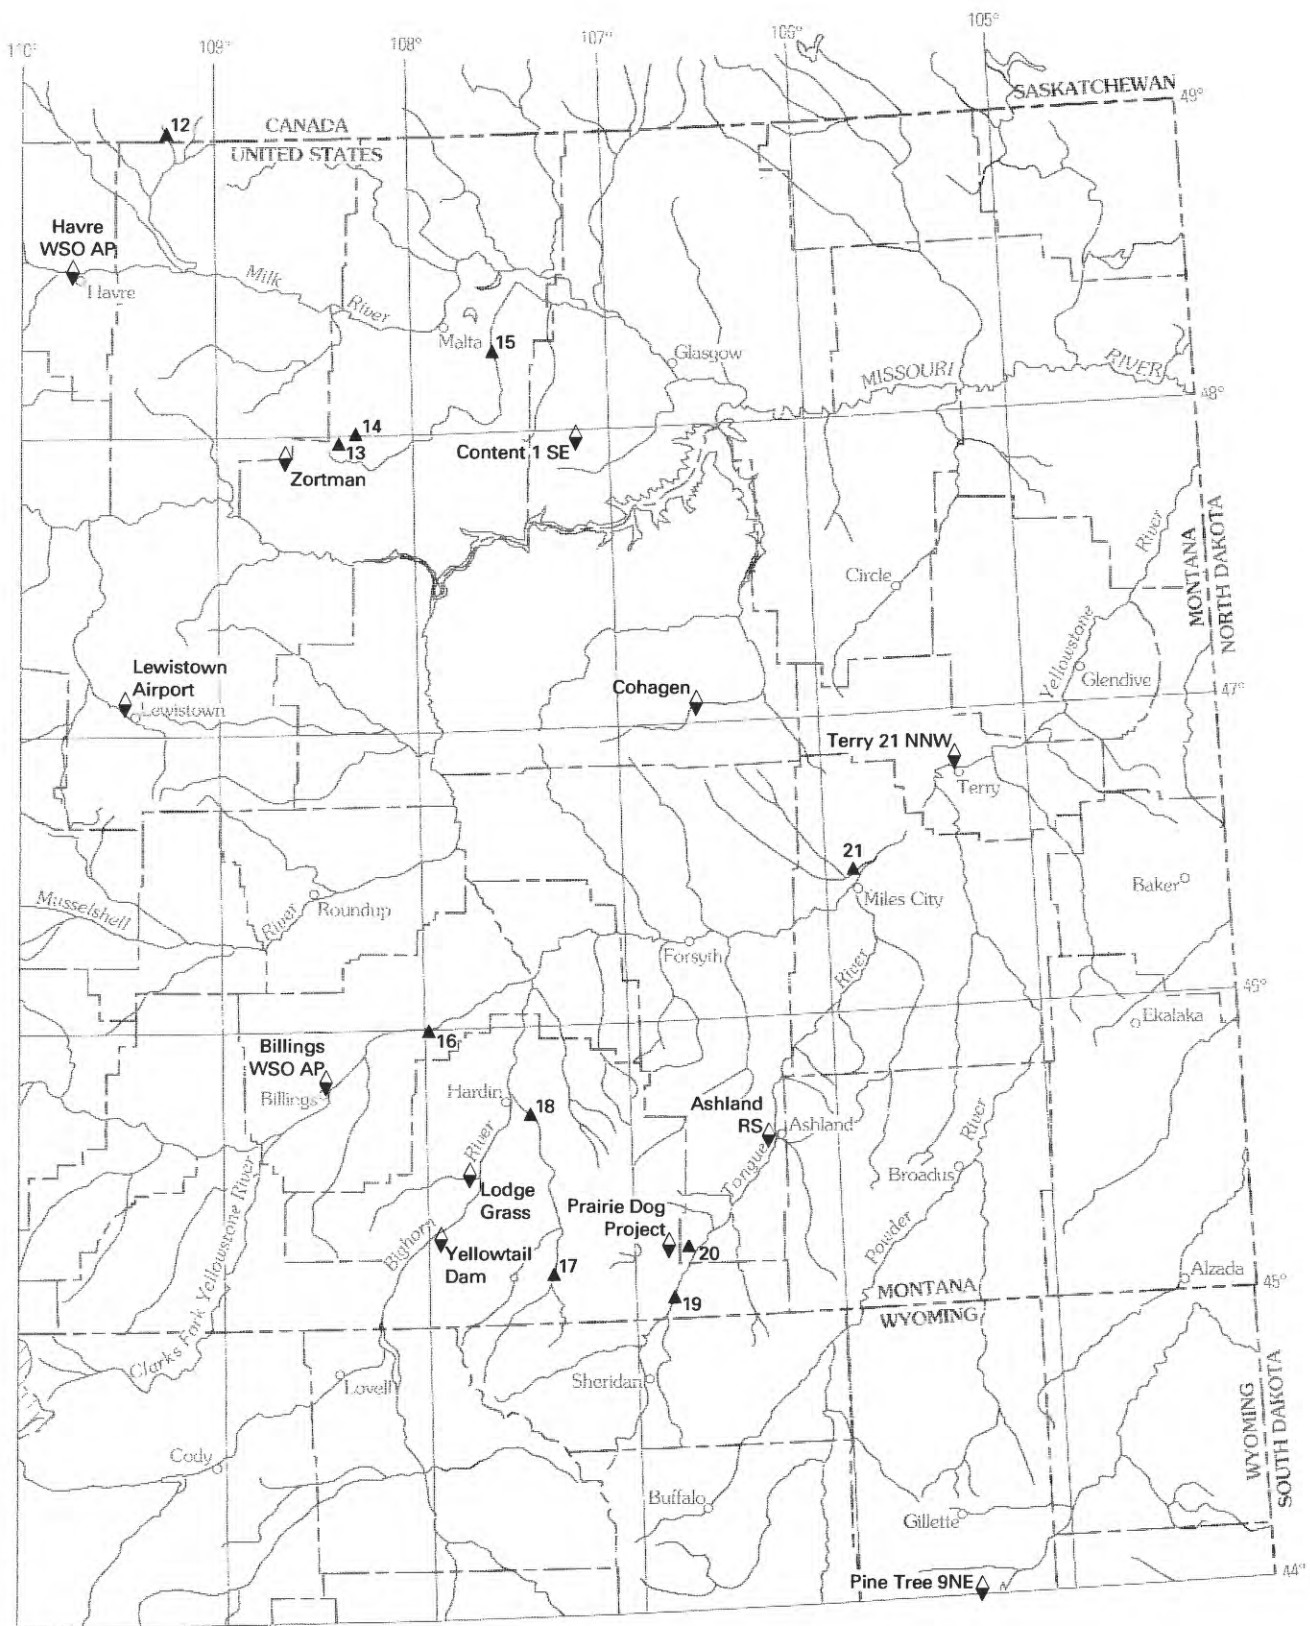 110°
109°
108°
107°
106°
105°
SASKATCHEWAN
49°
12
CANADA
UNITED STATES
Havre
WSO AP
Havre
Milk
River
Malta
15
Glasgow
MISSOURI
RIVER
48°
14
13
Content 1 SE
Zortman
River
MONTANA
NORTH DAKOTA
Circle
Yellowstone
Lewistown
Airport
Lewistown
Cohagen
Glendive
47°
Terry 21 NNW
Terry
21
Miles City
Baker
Musselshell
River
Roundup
Forsyth
River
46°
Ekalaka
16
Billings
WSO AP
Billings
Hardin
18
Ashland
RS
Ashland
River
River
Tongue
Broadus
Lodge
Grass
Prairie Dog
Project
Powder
Bighorn
Yellowtail
Dam
20
17
19
Alzada
45°
MONTANA
WYOMING
Clarks Fork Yellowstone River
Lovell
Sheridan
Cody
WYOMING
SOUTH DAKOTA
Buffalo
Gillette
Pine Tree 9NE
44°